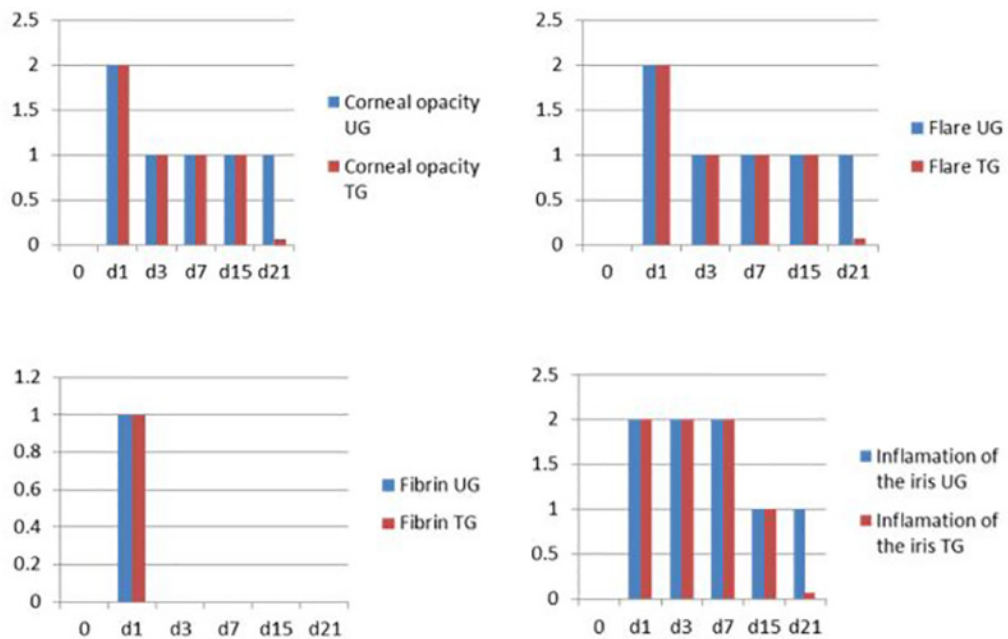 2.5
2
1.5
1
0.5
0
0 d1 d3 d7 d15 d21
Corneal opacity
UG
Corneal opacity
TG
2.5
2
1.5
1
0.5
0
0 d1 d3 d7 d15 d21
Flare UG
Flare TG
1.2
1
0.8
0.6
0.4
0.2
0
0 d1 d3 d7 d15 d21
Fibrin UG
Fibrin TG
2.5
2
1.5
1
0.5
0
0 d1 d3 d7 d15 d21
Inflamation of
the iris UG
Inflamation of
the iris TG